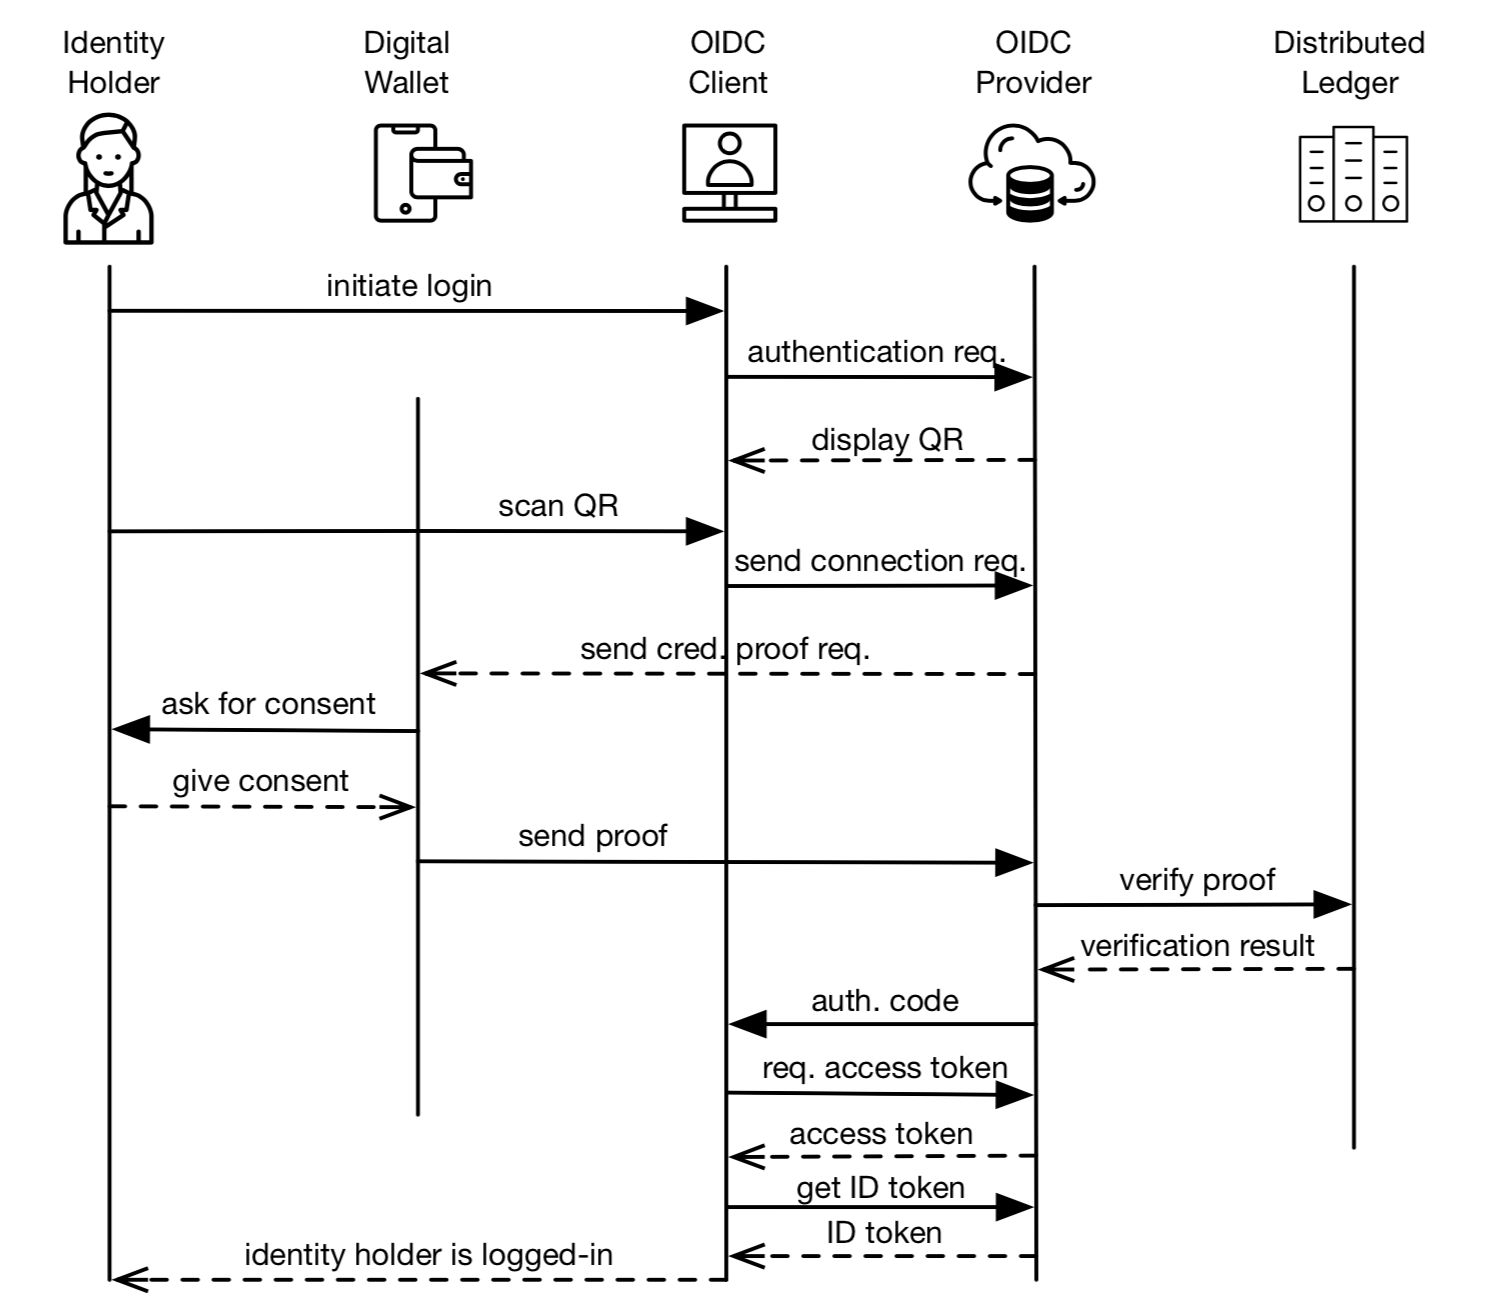 Identity
Holder
Digital
Wallet
OIDC
Client
OIDC
Provider
Distributed
Ledger
initiate login
authentication req.
display QR
scan QR
send connection req.
send cred. proof req.
ask for consent
give consent
send proof
verify proof
verification result
auth. code
req. access token
access token
get ID token
ID token
identity holder is logged-in